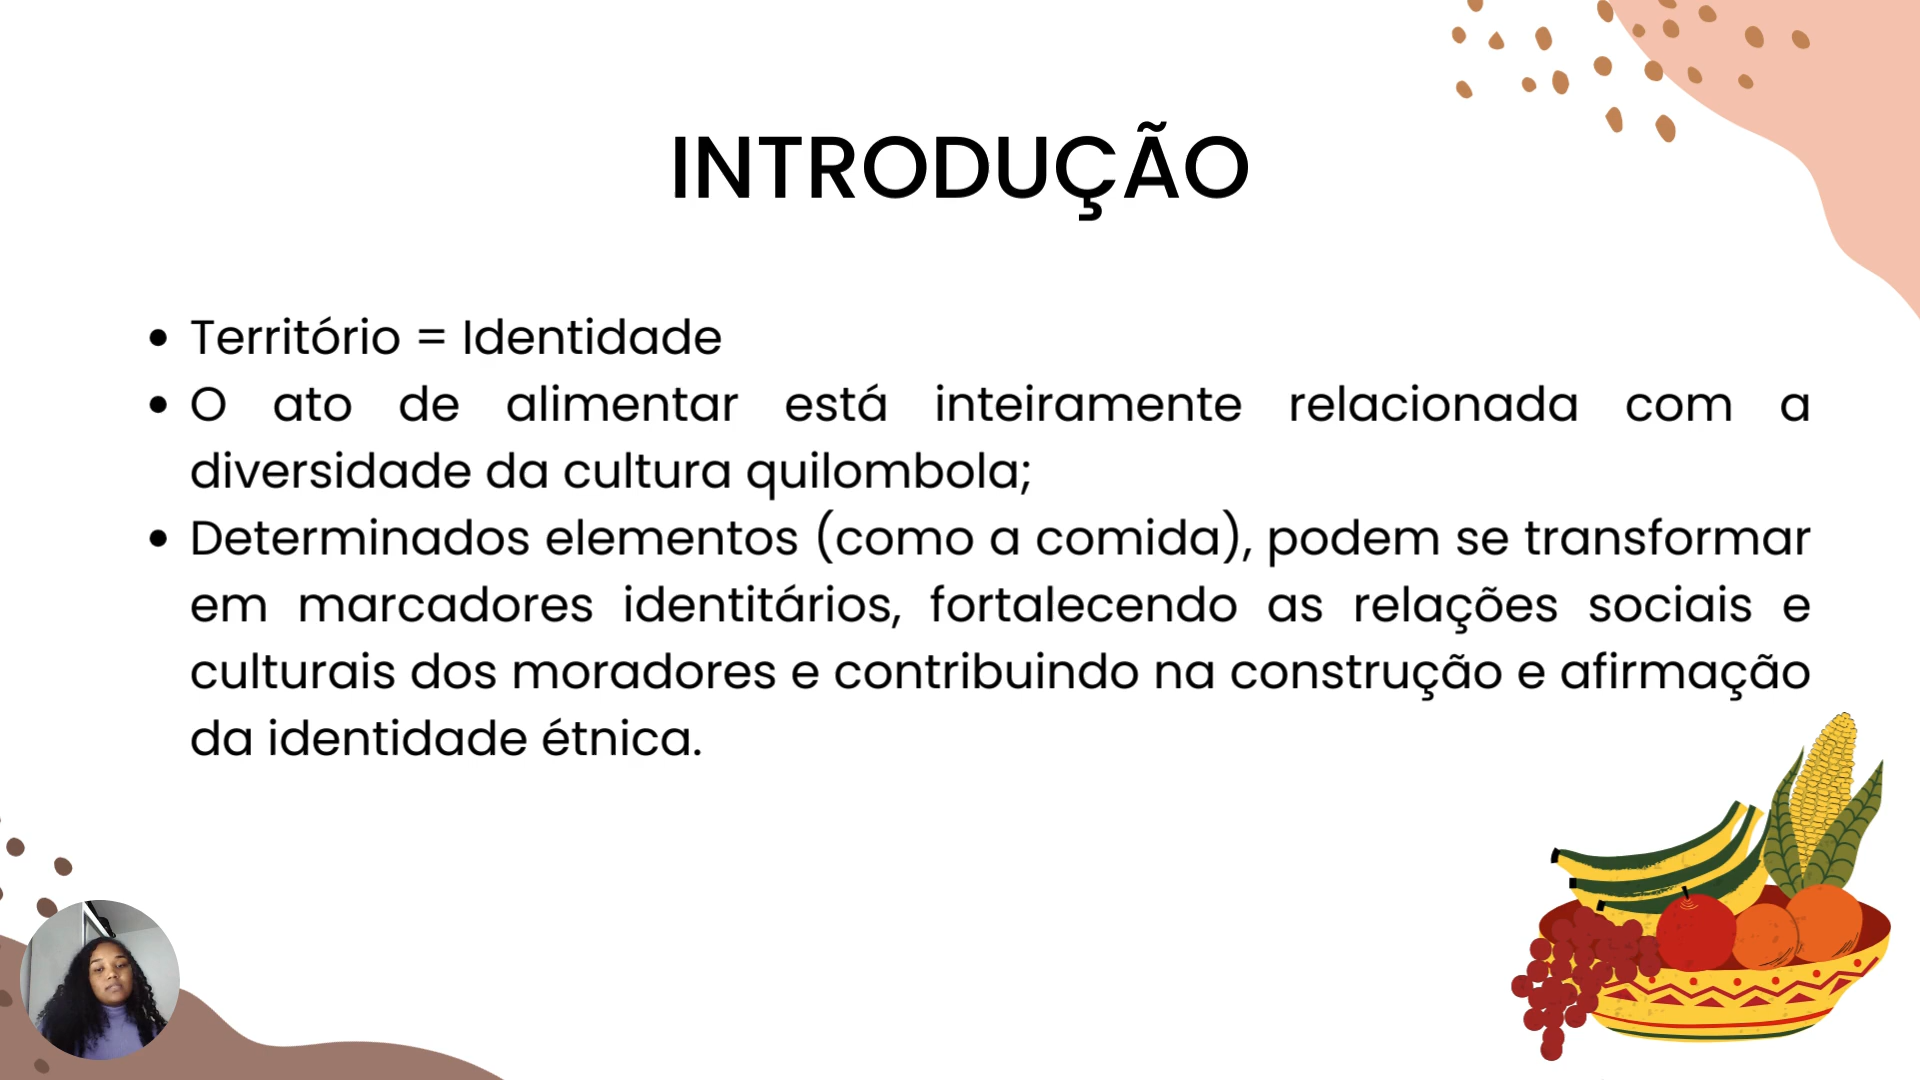 INTRODUÇÃO
• Território = Identidade
• O ato de alimentar está inteiramente relacionada com a
diversidade da cultura quilombola;
• Determinados elementos (como a comida), podem se transformar
em marcadores identitários, fortalecendo as relações sociais e
culturais dos moradores e contribuindo na construção e afirmação
da identidade étnica.